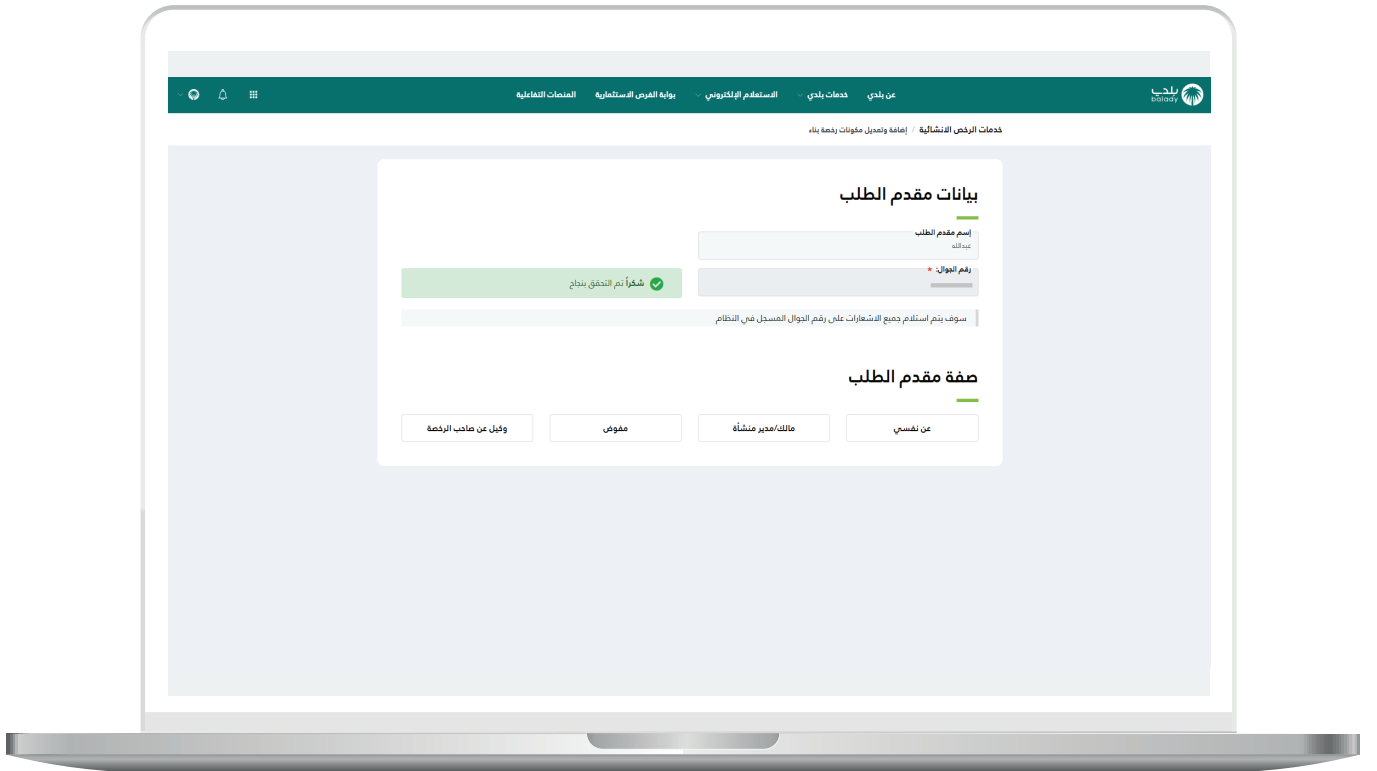 بلدي
balady
عن بلدي خدمات بلدي الاستعلام الإلكتروني بوابة الفرص الاستثمارية المنصات التفاعلية
خدمات الرخص الانشائية / إضافة وتعديل مكونات رخصة بناء
بيانات مقدم الطلب
إسم مقدم الطلب
عبدالله
رقم الجوال: *
شكراً تم التحقق بنجاح
سوف يتم استلام جميع الاشعارات على رقم الجوال المسجل في النظام
صفة مقدم الطلب
عن نفسي
مالك/مدير منشأة
مفوض
وكيل عن صاحب الرخصة